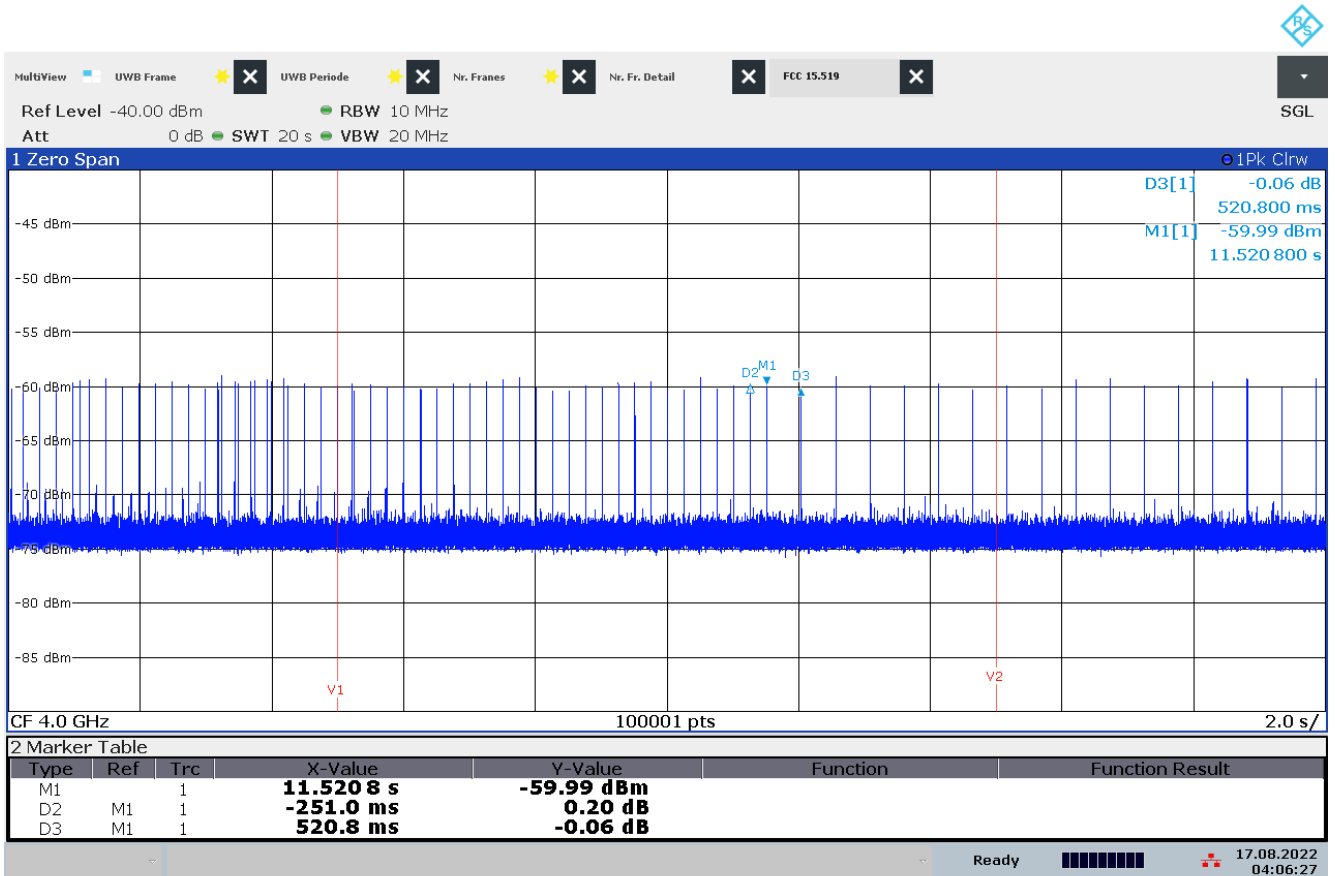 R&S
MultiView UWB Frame UWB Periode Nr. Franes Nr. Fr. Detail FCC 15.519
Ref Level -40.00 dBm RBW 10 MHz SGL
Att 0 dB SWT 20 s VBW 20 MHz
1 Zero Span 1Pk Clrw
D3[1] -0.06 dB
520.800 ms
-45 dBm M1[1] -59.99 dBm
11.520 800 s
-50 dBm
-55 dBm
D2 M1 D3
-60 dBm
-65 dBm
-70 dBm
-75 dBm
-80 dBm
-85 dBm
V1 V2
CF 4.0 GHz 100001 pts 2.0 s/
2 Marker Table
Type Ref Trc X-Value Y-Value Function Function Result
M1 1 11.520 8 s -59.99 dBm
D2 M1 1 -251.0 ms 0.20 dB
D3 M1 1 520.8 ms -0.06 dB
Ready 17.08.2022
04:06:27